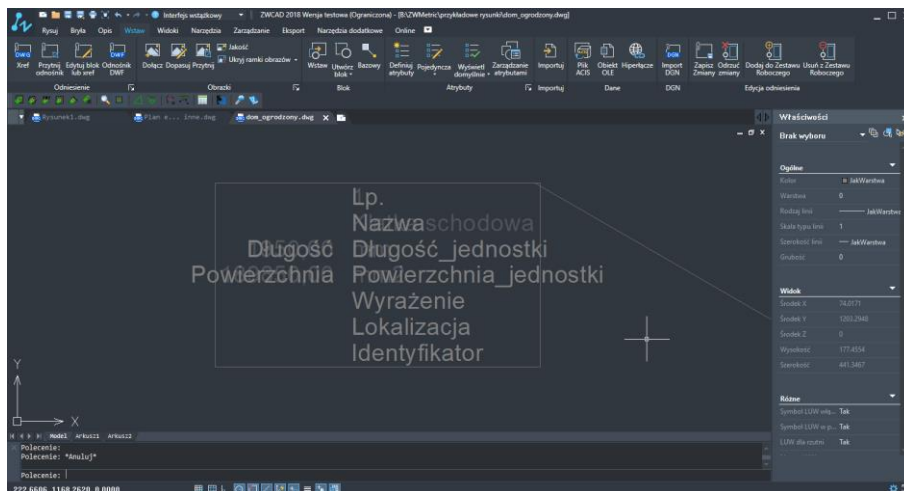 Interfejs wstążkowy
ZWCAD 2018 Wersja testowa (Ograniczona) - [B:\ZWMetric\przykładowe rysunki\dom_ogrodzony.dwg]
Rysuj Bryła Opis Wstaw Widoki Narzędzia Zarządzanie Eksport Narzędzia dodatkowe Online
Xref Przytnij odnośnik Edytuj blok lub xref Odnośnik DWF
Dołącz Dopasuj Przytnij Jakość
Ukryj ramki obrazów
Wstaw Utwórz blok Bazowy
Definiuj atrybuty Pojedyncze Wyświetl domyślnie Zarządzanie atrybutami
Importuj Plik ACIS Obiekt OLE Hiperłącze Import DGN
Zapisz Zmiany Odrzuć zmiany Dodaj do Zestawu Roboczego Usuń z Zestawu Roboczego
Odniesienie Obrazki Blok Atrybuty Importuj Dane DGN Edycja odniesienia
Rysunek1.dwg Plan e... inne.dwg dom_ogrodzony.dwg
Lp.
Nazwa
Długość Długość_jednostki
Powierzchnia Powierzchnia_jednostki
Wyrażenie
Lokalizacja
Identyfikator
Y
X
Model Arkusz1 Arkusz2
Polecenie:
Polecenie: *Anuluj*
Polecenie:
222.6606, 1168.2620, 0.0000
Właściwości
Brak wyboru
Ogólne
Kolor JakWarstwa
Warstwa 0
Rodzaj linii JakWarstwa
Skala typu linii 1
Szerokość linii JakWarstwa
Grubość 0
Widok
Środek X 74.0171
Środek Y 1203.2948
Środek Z 0
Wysokość 177.4554
Szerokość 441.3467
Różne
Symbol LUW włą... Tak
Symbol LUW w p... Tak
LUW dla rzutni Tak